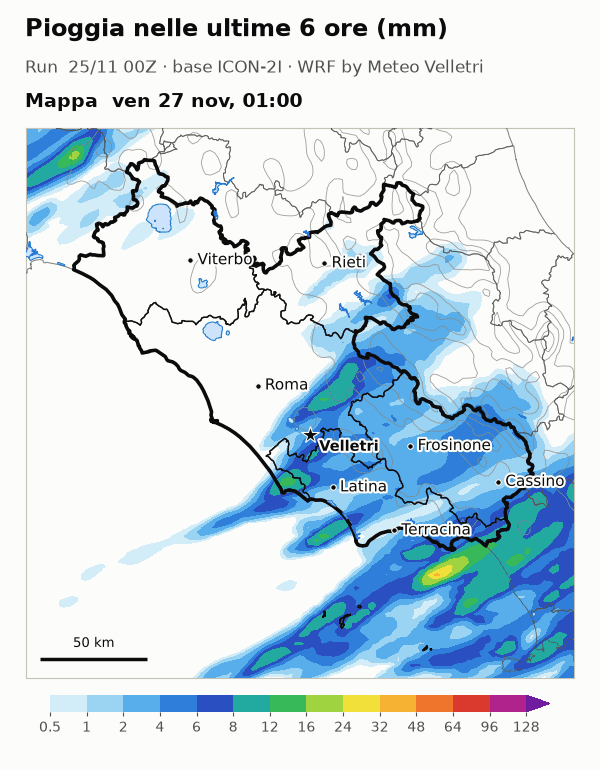 Pioggia nelle ultime 6 ore (mm)
Run  25/11 00Z · base ICON-2I · WRF by Meteo Velletri
Mappa  ven 27 nov, 01:00
Viterbo
Rieti
Roma
Velletri
Frosinone
Latina
Cassino
Terracina
50 km
0.5 1 2 4 6 8 12 16 24 32 48 64 96 128